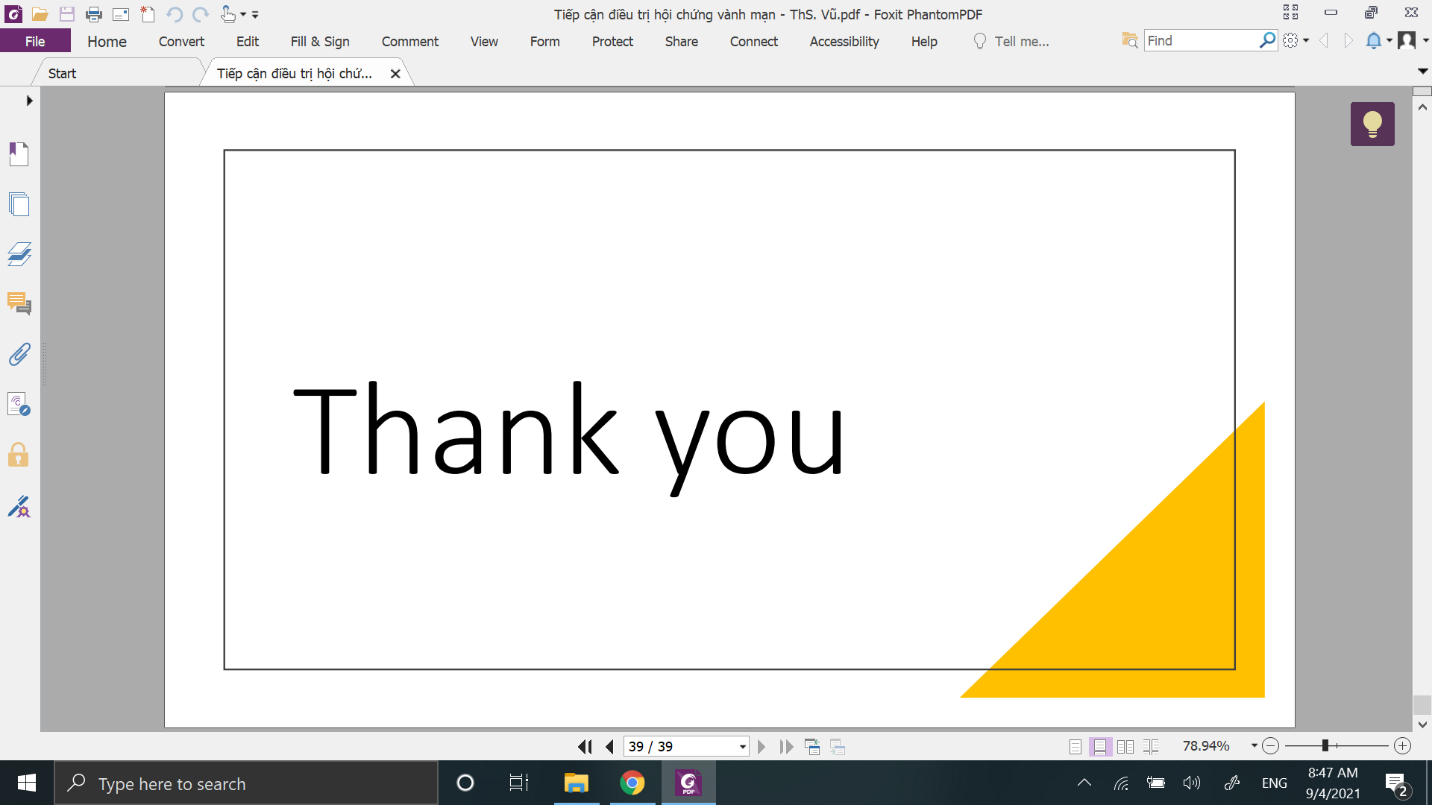 Tiếp cận điều trị hội chứng vành mạn - ThS. Vũ.pdf - Foxit PhantomPDF
File Home Convert Edit Fill & Sign Comment View Form Protect Share Connect Accessibility Help Tell me... Find
Start Tiếp cận điều trị hội chứ...
Thank you
39 / 39 78.94%
Type here to search PDF ENG 8:47 AM
9/4/2021 2